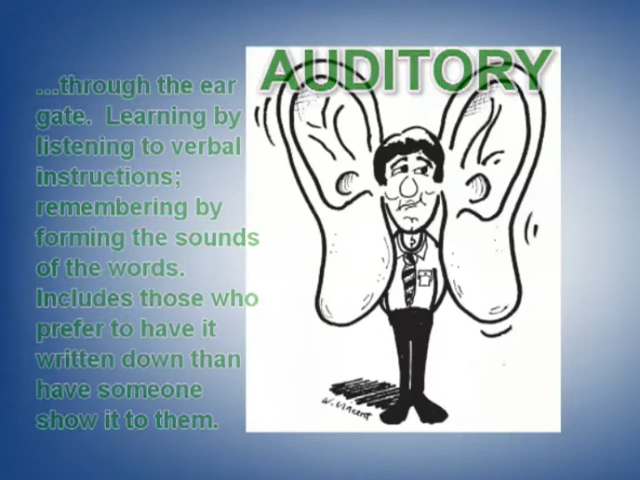 AUDITORY
...through the ear
gate. Learning by
listening to verbal
instructions;
remembering by
forming the sounds
of the words.
Includes those who
prefer to have it
written down than
have someone
show it to them.
W. Vincent